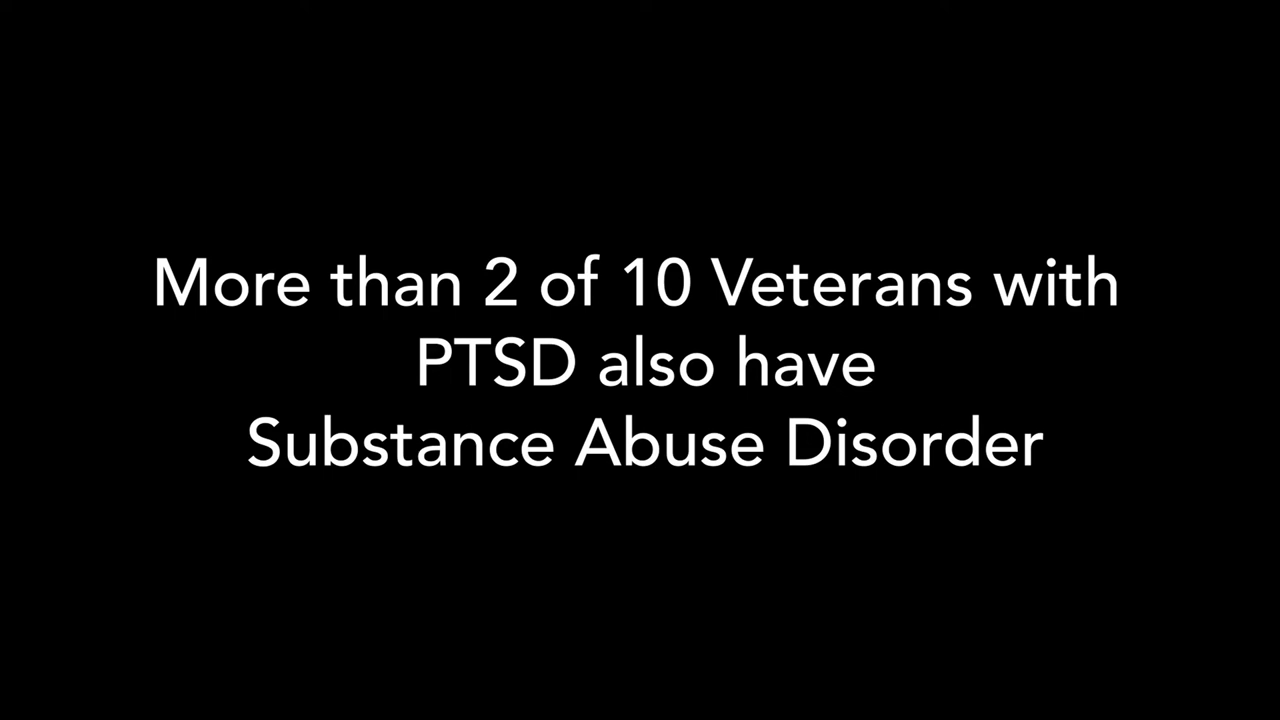 More than 2 of 10 Veterans with
PTSD also have
Substance Abuse Disorder